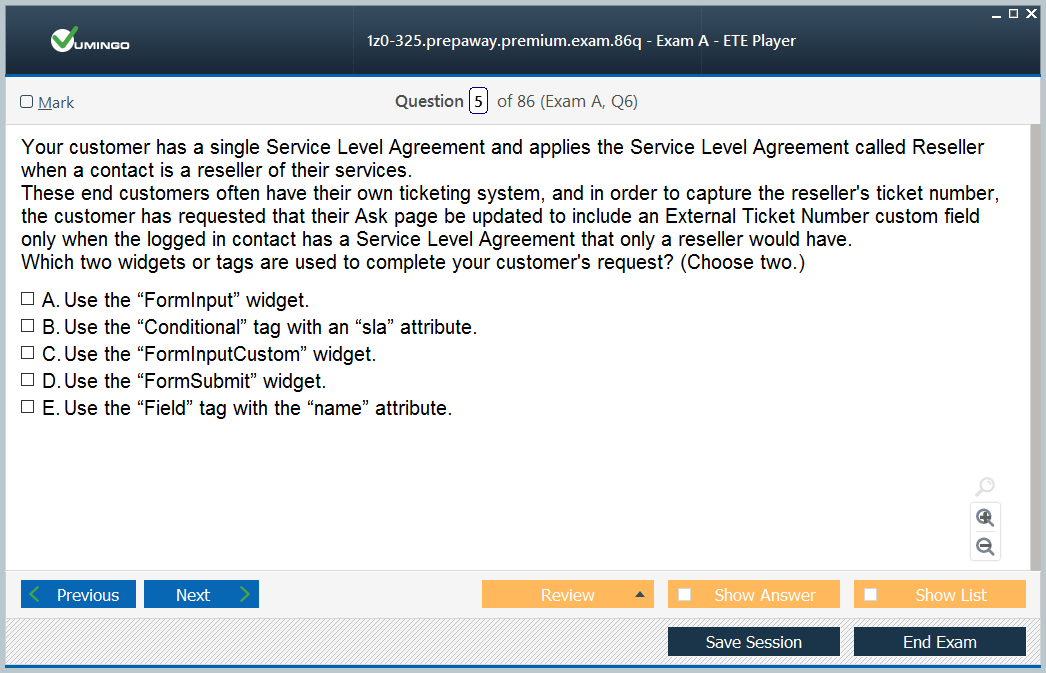 VUMINGO
1z0-325.prepaway.premium.exam.86q - Exam A - ETE Player
Mark
Question 5 of 86 (Exam A, Q6)
Your customer has a single Service Level Agreement and applies the Service Level Agreement called Reseller
when a contact is a reseller of their services.
These end customers often have their own ticketing system, and in order to capture the reseller's ticket number,
the customer has requested that their Ask page be updated to include an External Ticket Number custom field
only when the logged in contact has a Service Level Agreement that only a reseller would have.
Which two widgets or tags are used to complete your customer's request? (Choose two.)
A. Use the “FormInput” widget.
B. Use the “Conditional” tag with an “sla” attribute.
C. Use the “FormInputCustom” widget.
D. Use the “FormSubmit” widget.
E. Use the “Field” tag with the “name” attribute.
Previous
Next
Review
Show Answer
Show List
Save Session
End Exam